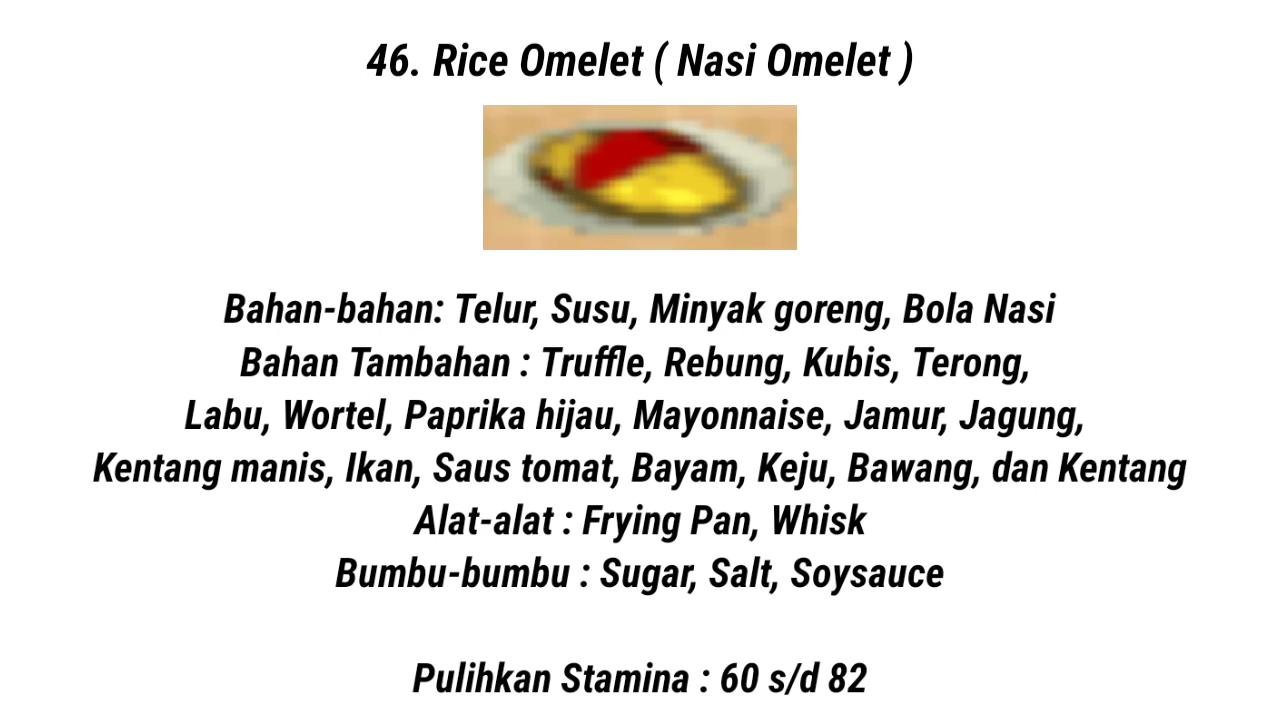 46. Rice Omelet ( Nasi Omelet )
Bahan-bahan: Telur, Susu, Minyak goreng, Bola Nasi
Bahan Tambahan : Truffle, Rebung, Kubis, Terong,
Labu, Wortel, Paprika hijau, Mayonnaise, Jamur, Jagung,
Kentang manis, Ikan, Saus tomat, Bayam, Keju, Bawang, dan Kentang
Alat-alat : Frying Pan, Whisk
Bumbu-bumbu : Sugar, Salt, Soysauce
Pulihkan Stamina : 60 s/d 82